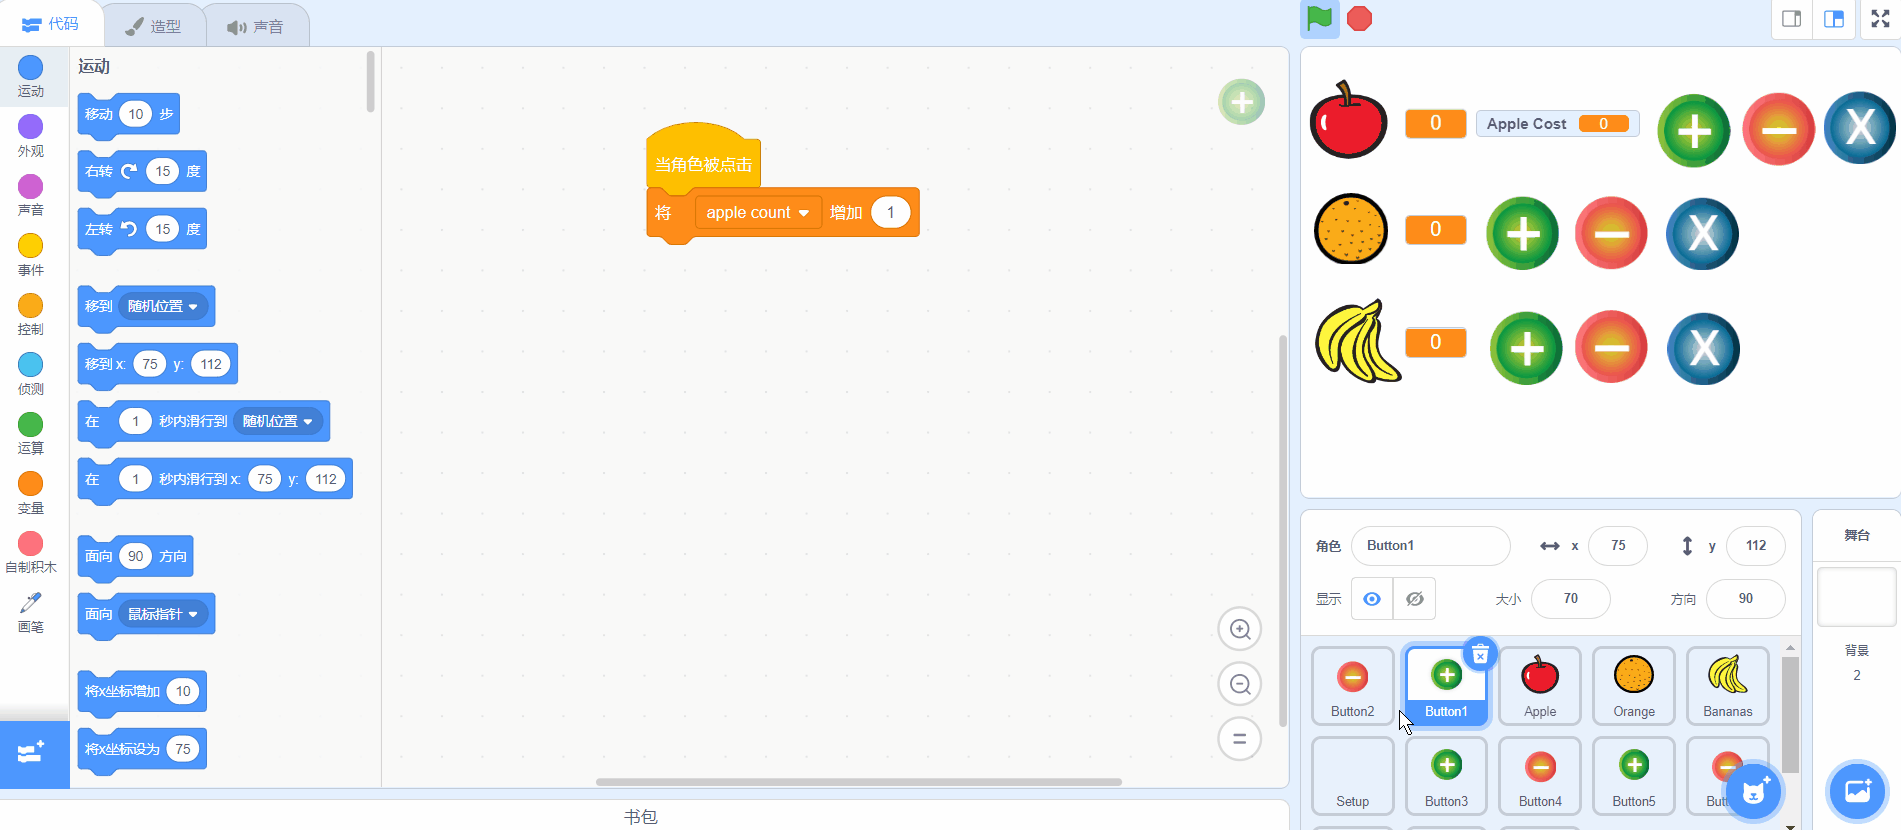 代码
造型
声音
运动
外观
声音
事件
控制
侦测
运算
变量
自制积木
画笔
运动
移动 10 步
右转 15 度
左转 15 度
移到 随机位置
移到 x: 75 y: 112
在 1 秒内滑行到 随机位置
在 1 秒内滑行到 x: 75 y: 112
面向 90 方向
面向 鼠标指针
将x坐标增加 10
将x坐标设为 75
当角色被点击
将 apple count 增加 1
书包
0 Apple Cost 0 X
0 X
0 X
角色 Button1 x 75 y 112
显示 大小 70 方向 90
Button2 Button1 Apple Orange Bananas
Setup Button3 Button4 Button5
舞台
背景
2